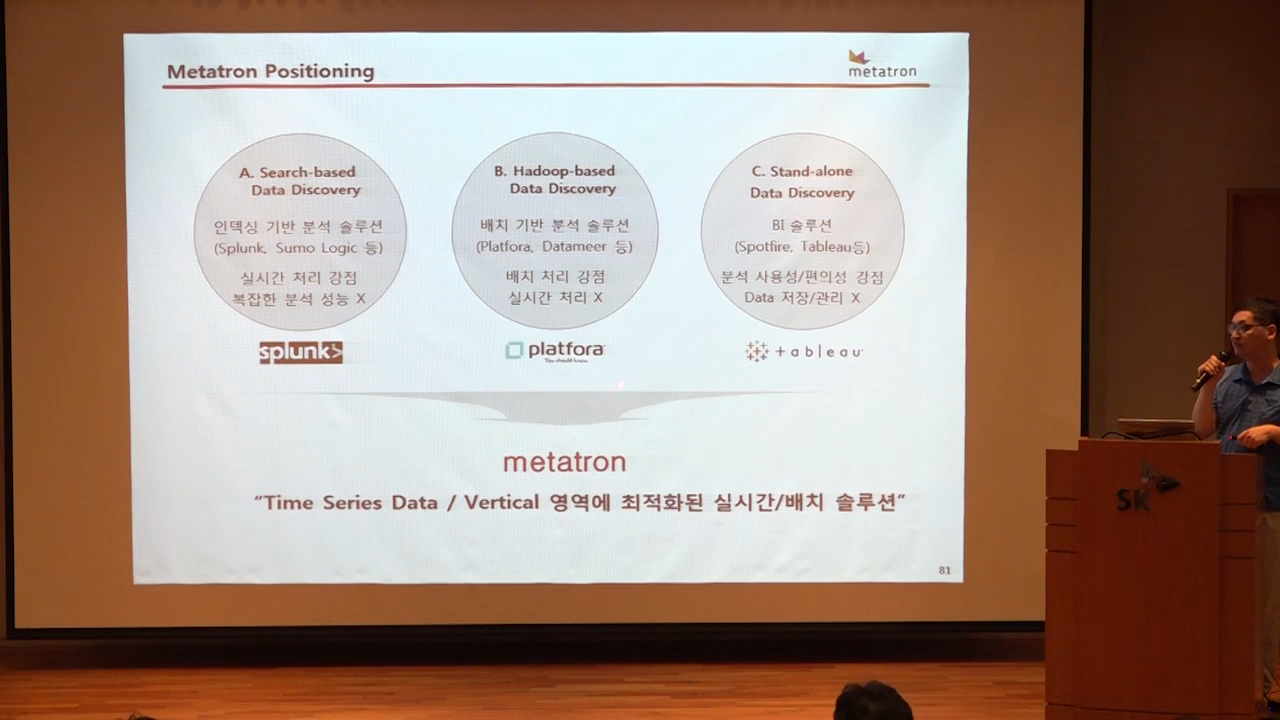 Metatron Positioning
metatron
A. Search-based
Data Discovery
인덱싱 기반 분석 솔루션
(Splunk, Sumo Logic 등)
실시간 처리 강점
복잡한 분석 성능 X
splunk>
B. Hadoop-based
Data Discovery
배치 기반 분석 솔루션
(Platfora, Datameer 등)
배치 처리 강점
실시간 처리 X
platfora
You should know.
C. Stand-alone
Data Discovery
BI 솔루션
(Spotfire, Tableau등)
분석 사용성/편의성 강점
Data 저장/관리 X
+ableau
metatron
“Time Series Data / Vertical 영역에 최적화된 실시간/배치 솔루션”
81
SK